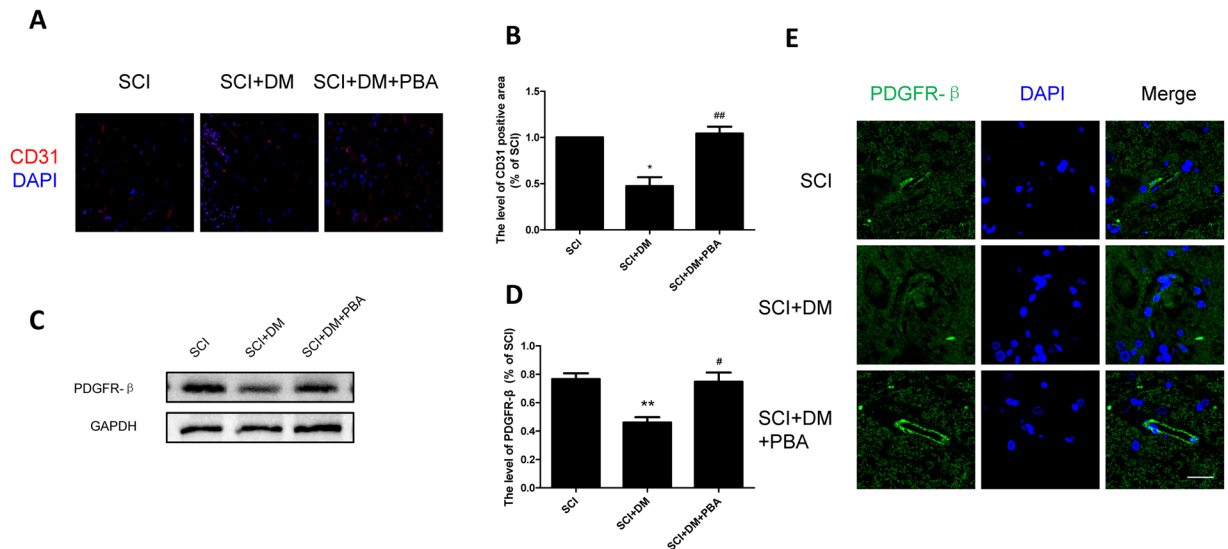 A
SCI SCI+DM SCI+DM+PBA
CD31
DAPI
B
The level of CD31 positive area
(% of SCI)
1.5
1.0
0.5
0.0
* ##
SCI SCI+DM SCI+DM+PBA
C
SCI SCI+DM SCI+DM+PBA
PDGFR-β
GAPDH
D
The level of PDGFR-β (% of SCI)
1.0
0.8
0.6
0.4
0.2
0.0
** #
SCI SCI+DM SCI+DM+PBA
E
PDGFR-β DAPI Merge
SCI
SCI+DM
SCI+DM
+PBA